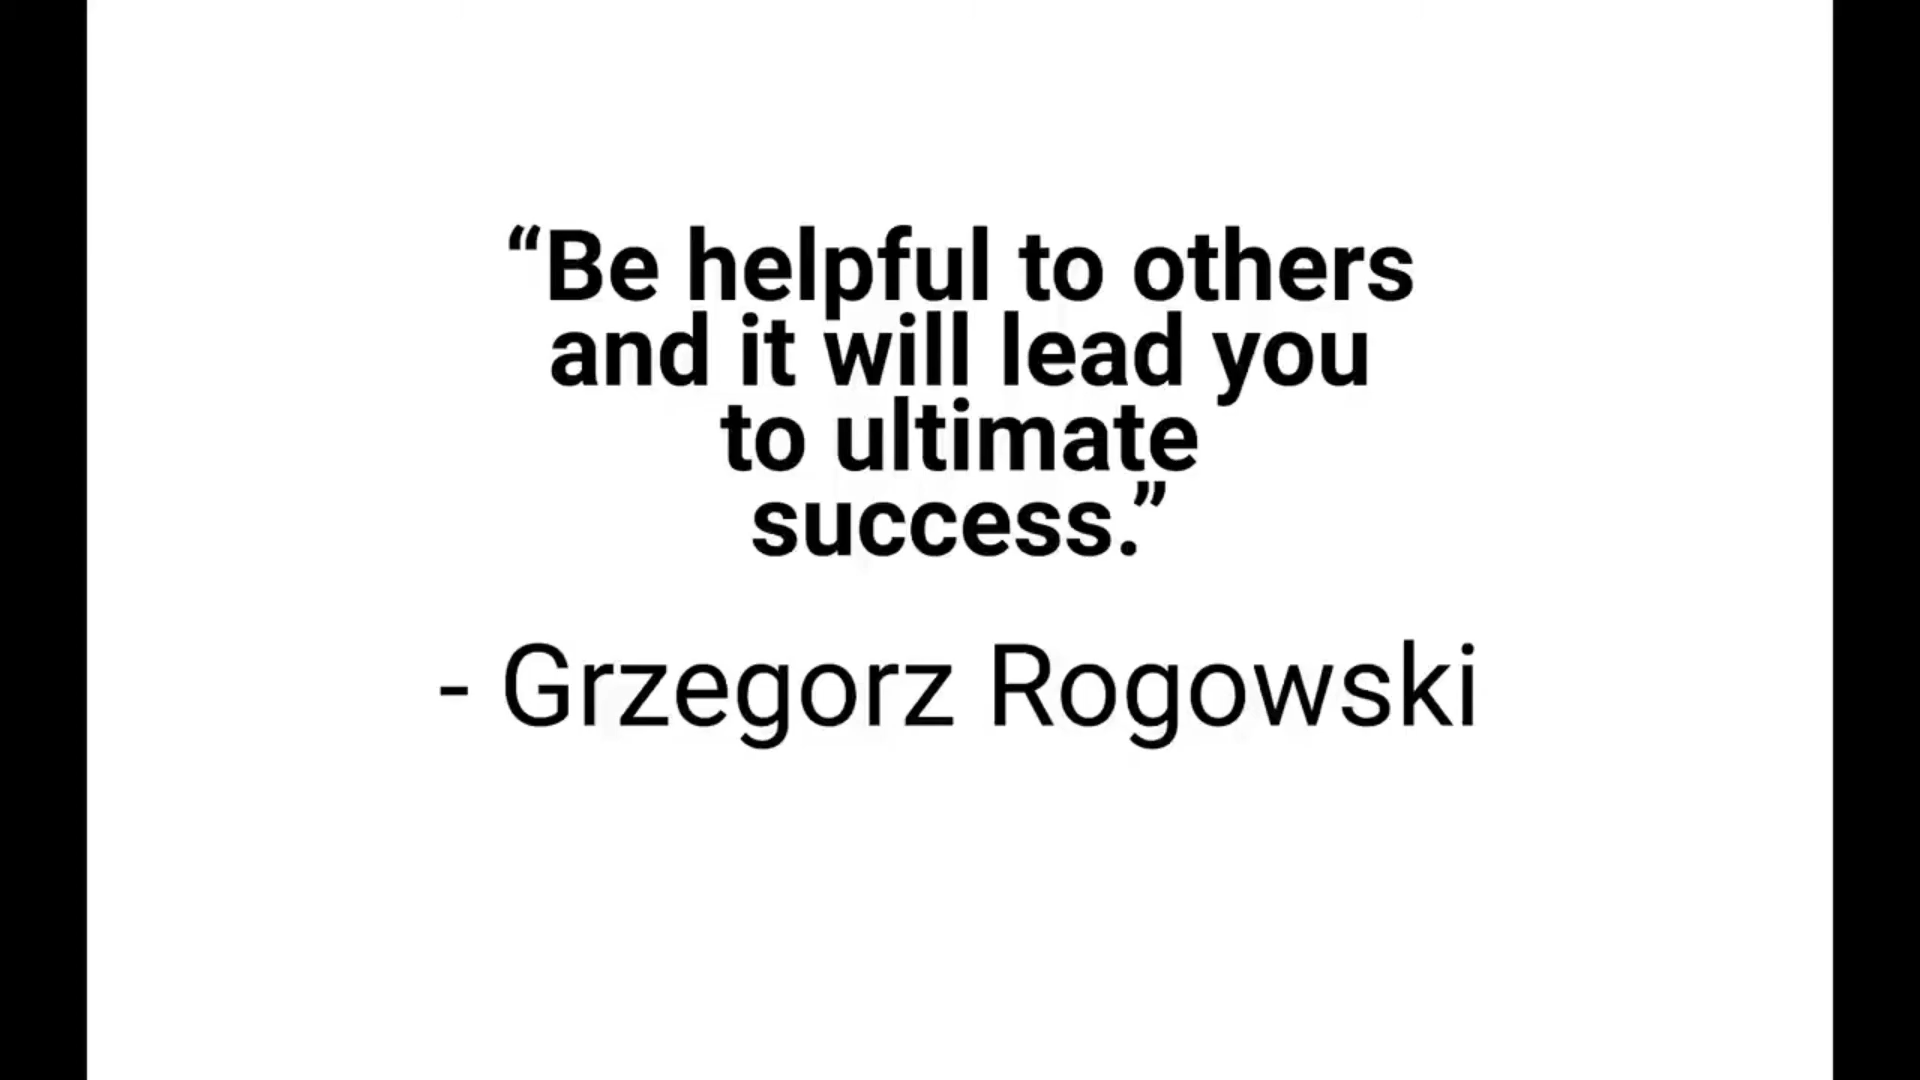 “Be helpful to others
and it will lead you
to ultimate
success.”
- Grzegorz Rogowski